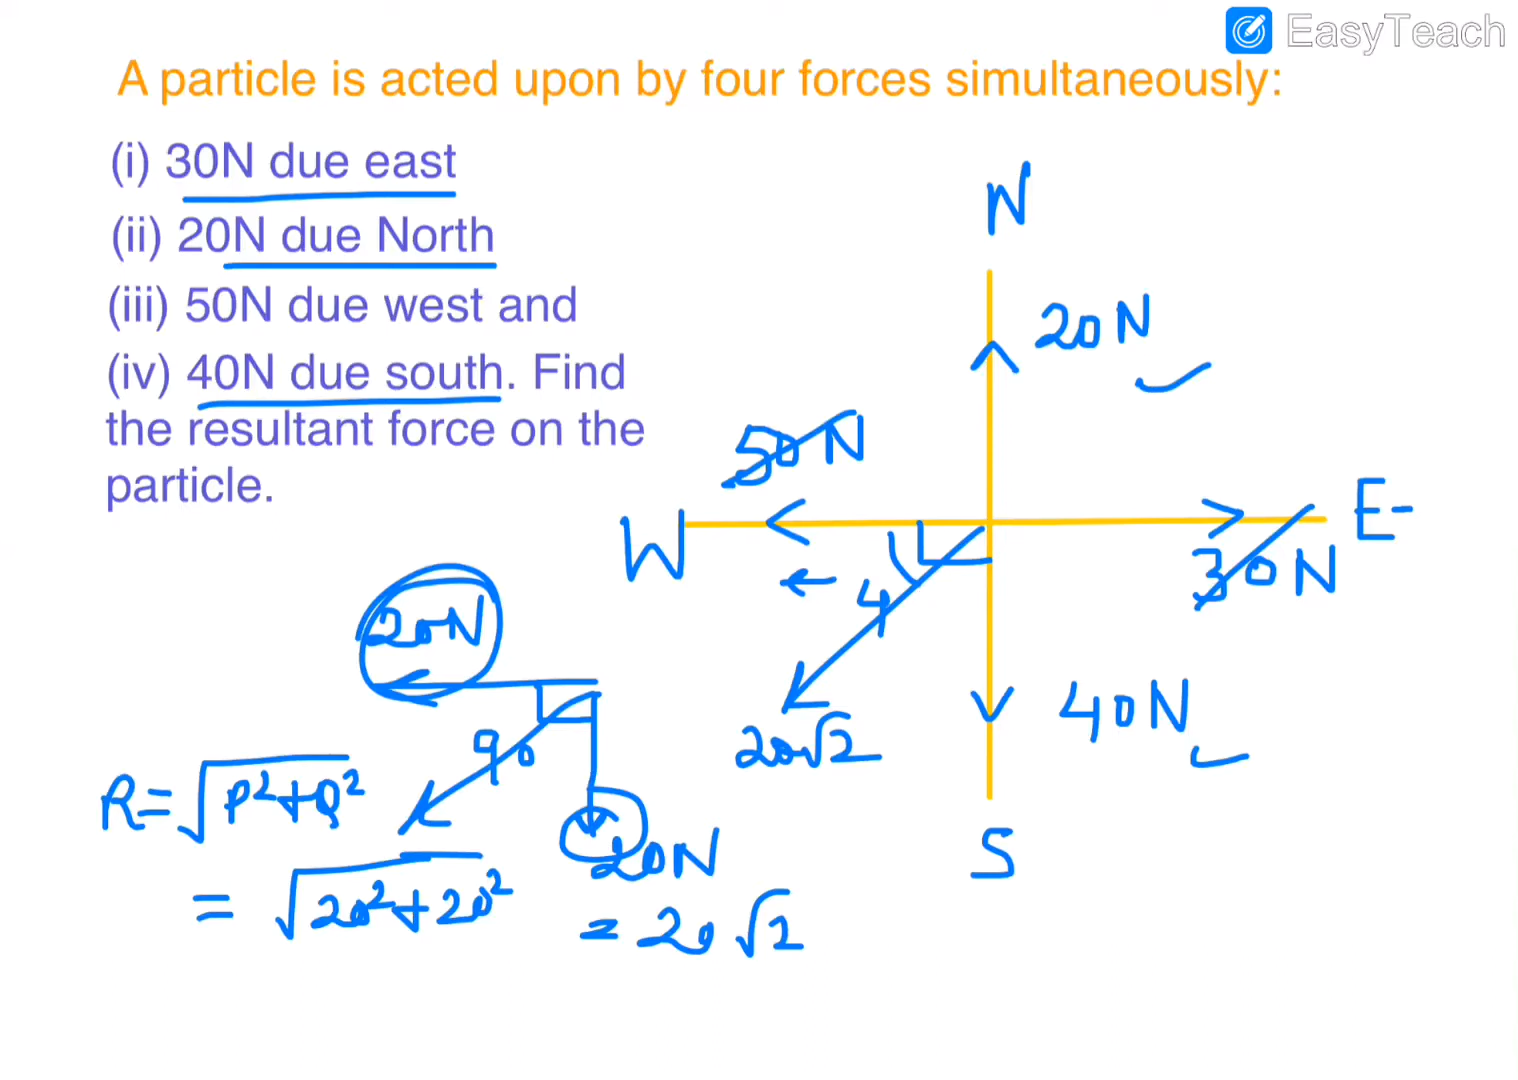 EasyTeach
A particle is acted upon by four forces simultaneously:
(i) 30N due east
(ii) 20N due North
(iii) 50N due west and
(iv) 40N due south. Find
the resultant force on the
particle.
N
20N
50N
W
E
30N
4
20√2
40N
S
20N
90
20N
R=√P²+Q²
= √20²+20²
= 20√2